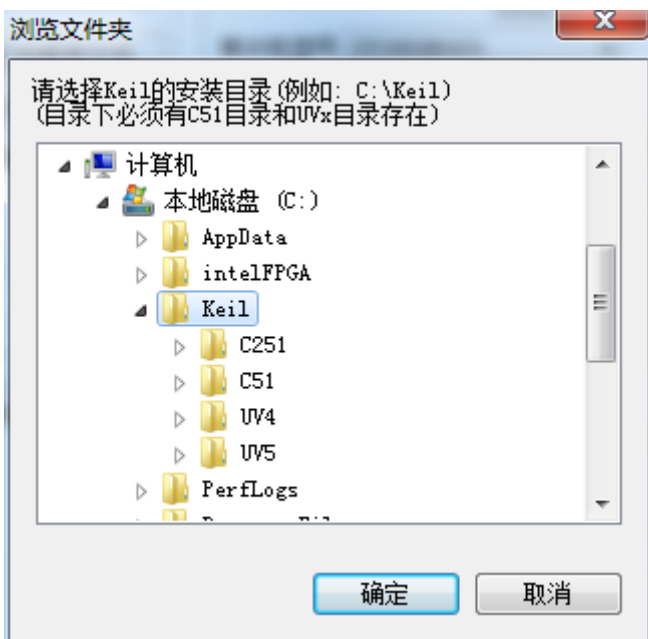 浏览文件夹
请选择Keil的安装目录(例如: C:\Keil)
(目录下必须有C51目录和UVx目录存在)
计算机
本地磁盘 (C:)
AppData
intelFPGA
Keil
C251
C51
UV4
UV5
PerfLogs
确定
取消